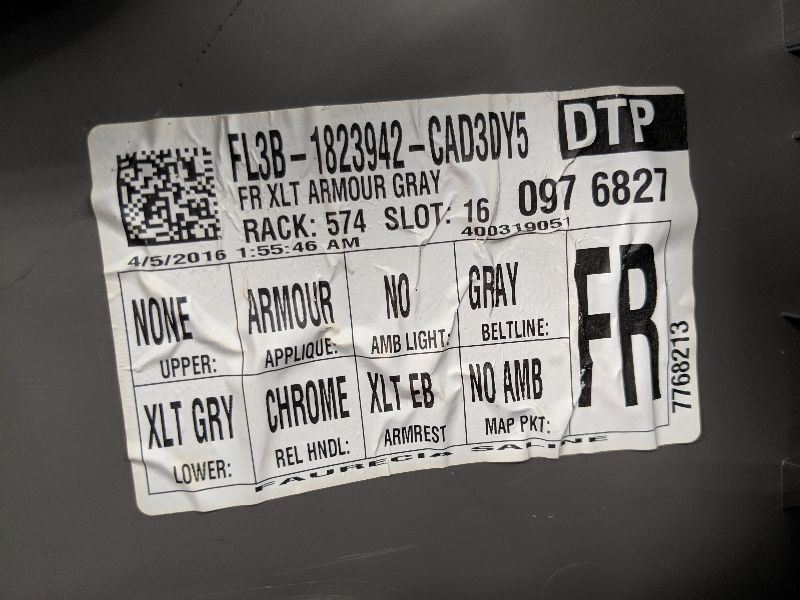 FL3B-1823942-CAD3DY5
DTP
FR XLT ARMOUR GRAY
097 6827
RACK: 574 SLOT: 16
400319051
4/5/2016 1:55:46 AM
NONE
UPPER:
ARMOUR
APPLIQUE:
NO
AMB LIGHT:
GRAY
BELTLINE:
FR
XLT GRY
LOWER:
CHROME
REL HNDL:
XLT EB
ARMREST
NO AMB
MAP PKT:
7768213
FAURECIA SALINE